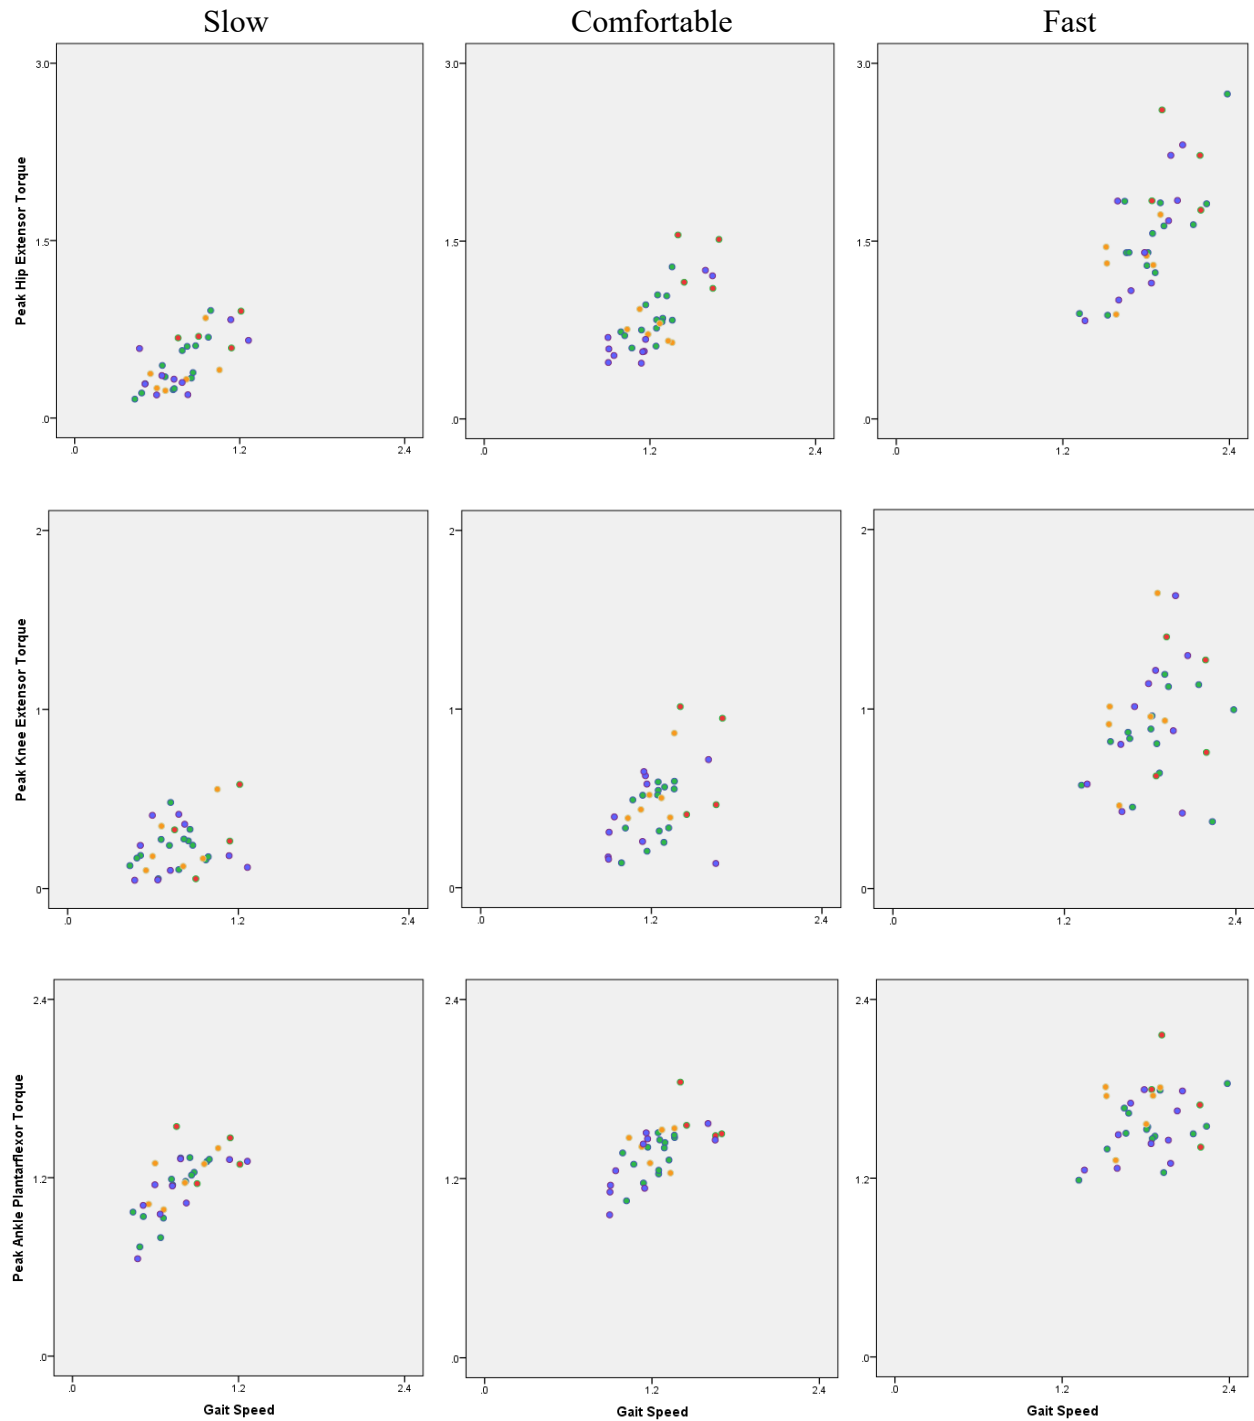 Slow Comfortable Fast
3.0 3.0 3.0
Peak Hip Extensor Torque
1.5 1.5 1.5
.0 .0 .0
.0 1.2 2.4 .0 1.2 2.4 .0 1.2 2.4
2 2 2
Peak Knee Extensor Torque
1 1 1
0 0 0
.0 1.2 2.4 .0 1.2 2.4 .0 1.2 2.4
2.4 2.4 2.4
Peak Ankle Plantarflexor Torque
1.2 1.2 1.2
.0 .0 .0
.0 1.2 2.4 .0 1.2 2.4 .0 1.2 2.4
Gait Speed Gait Speed Gait Speed